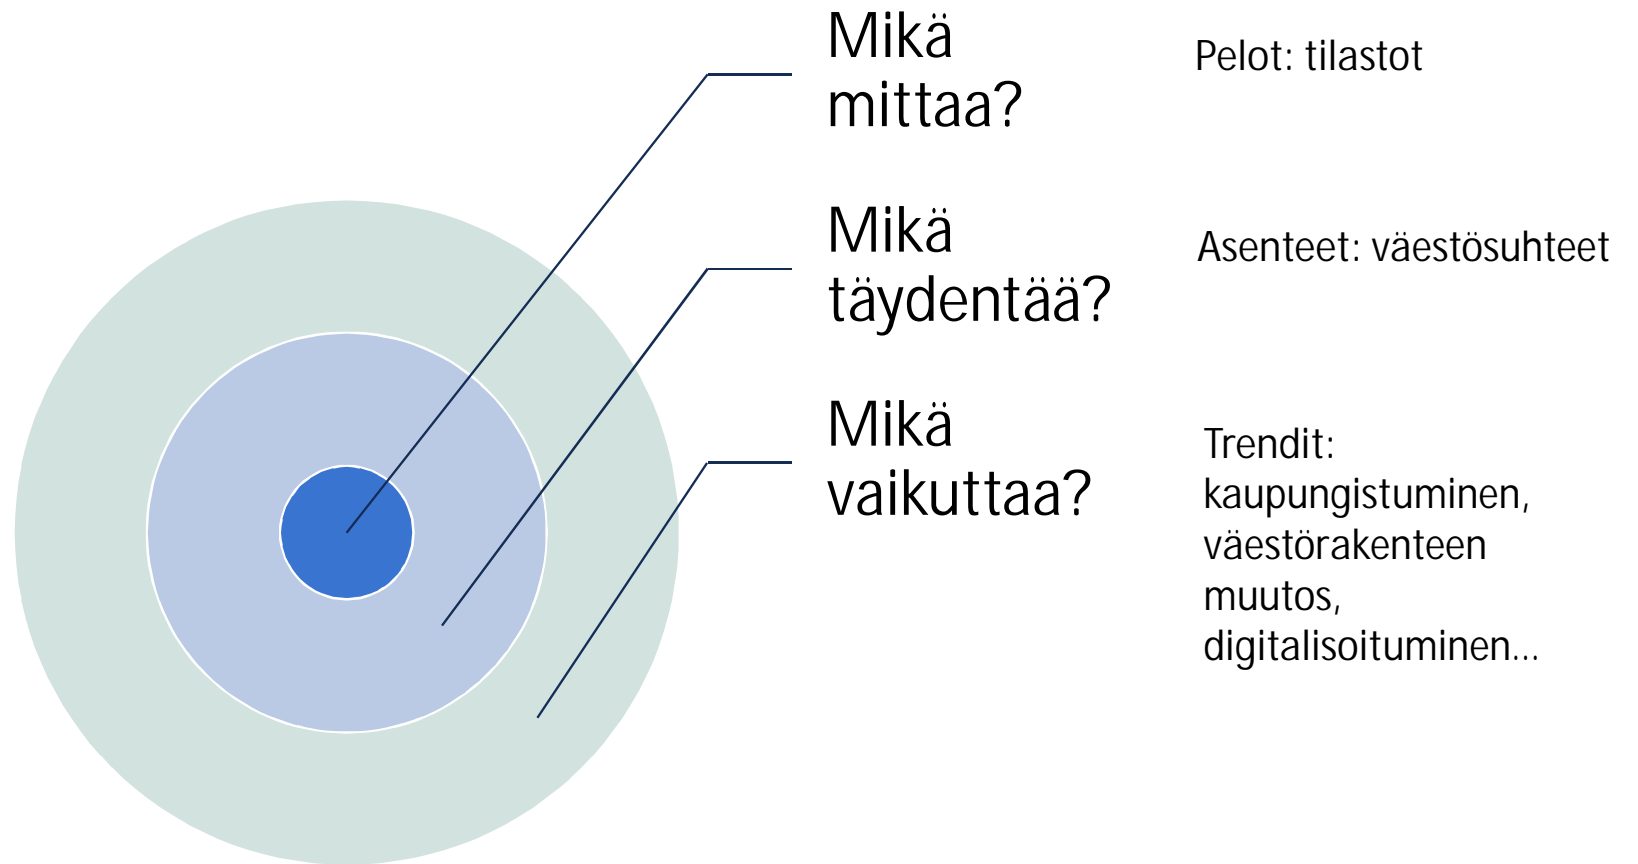 Mikä
mittaa?
Pelot: tilastot
Mikä
täydentää?
Asenteet: väestösuhteet
Mikä
vaikuttaa?
Trendit:
kaupungistuminen,
väestörakenteen
muutos,
digitalisoituminen...